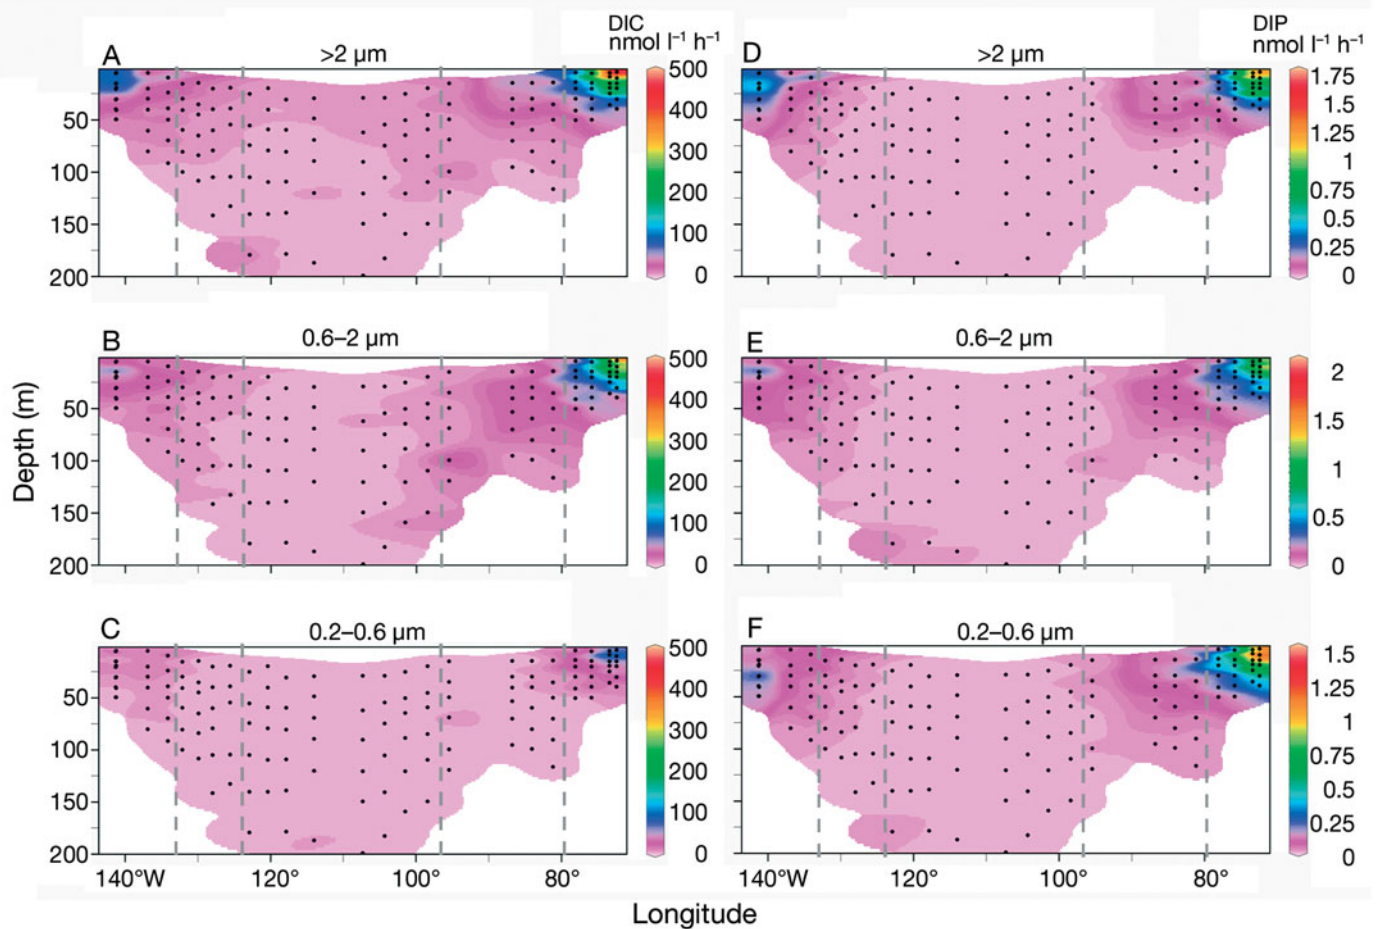 DIC
nmol l⁻¹ h⁻¹
A
>2 µm
50
100
150
200
500
400
300
200
100
0
DIP
nmol l⁻¹ h⁻¹
D
>2 µm
1.75
1.5
1.25
1
0.75
0.5
0.25
0
B
0.6–2 µm
50
100
150
200
500
400
300
200
100
0
E
0.6–2 µm
2
1.5
1
0.5
0
Depth (m)
C
0.2–0.6 µm
50
100
150
200
500
400
300
200
100
0
140°W
120°
100°
80°
F
0.2–0.6 µm
1.5
1.25
1
0.75
0.5
0.25
0
140°W
120°
100°
80°
Longitude